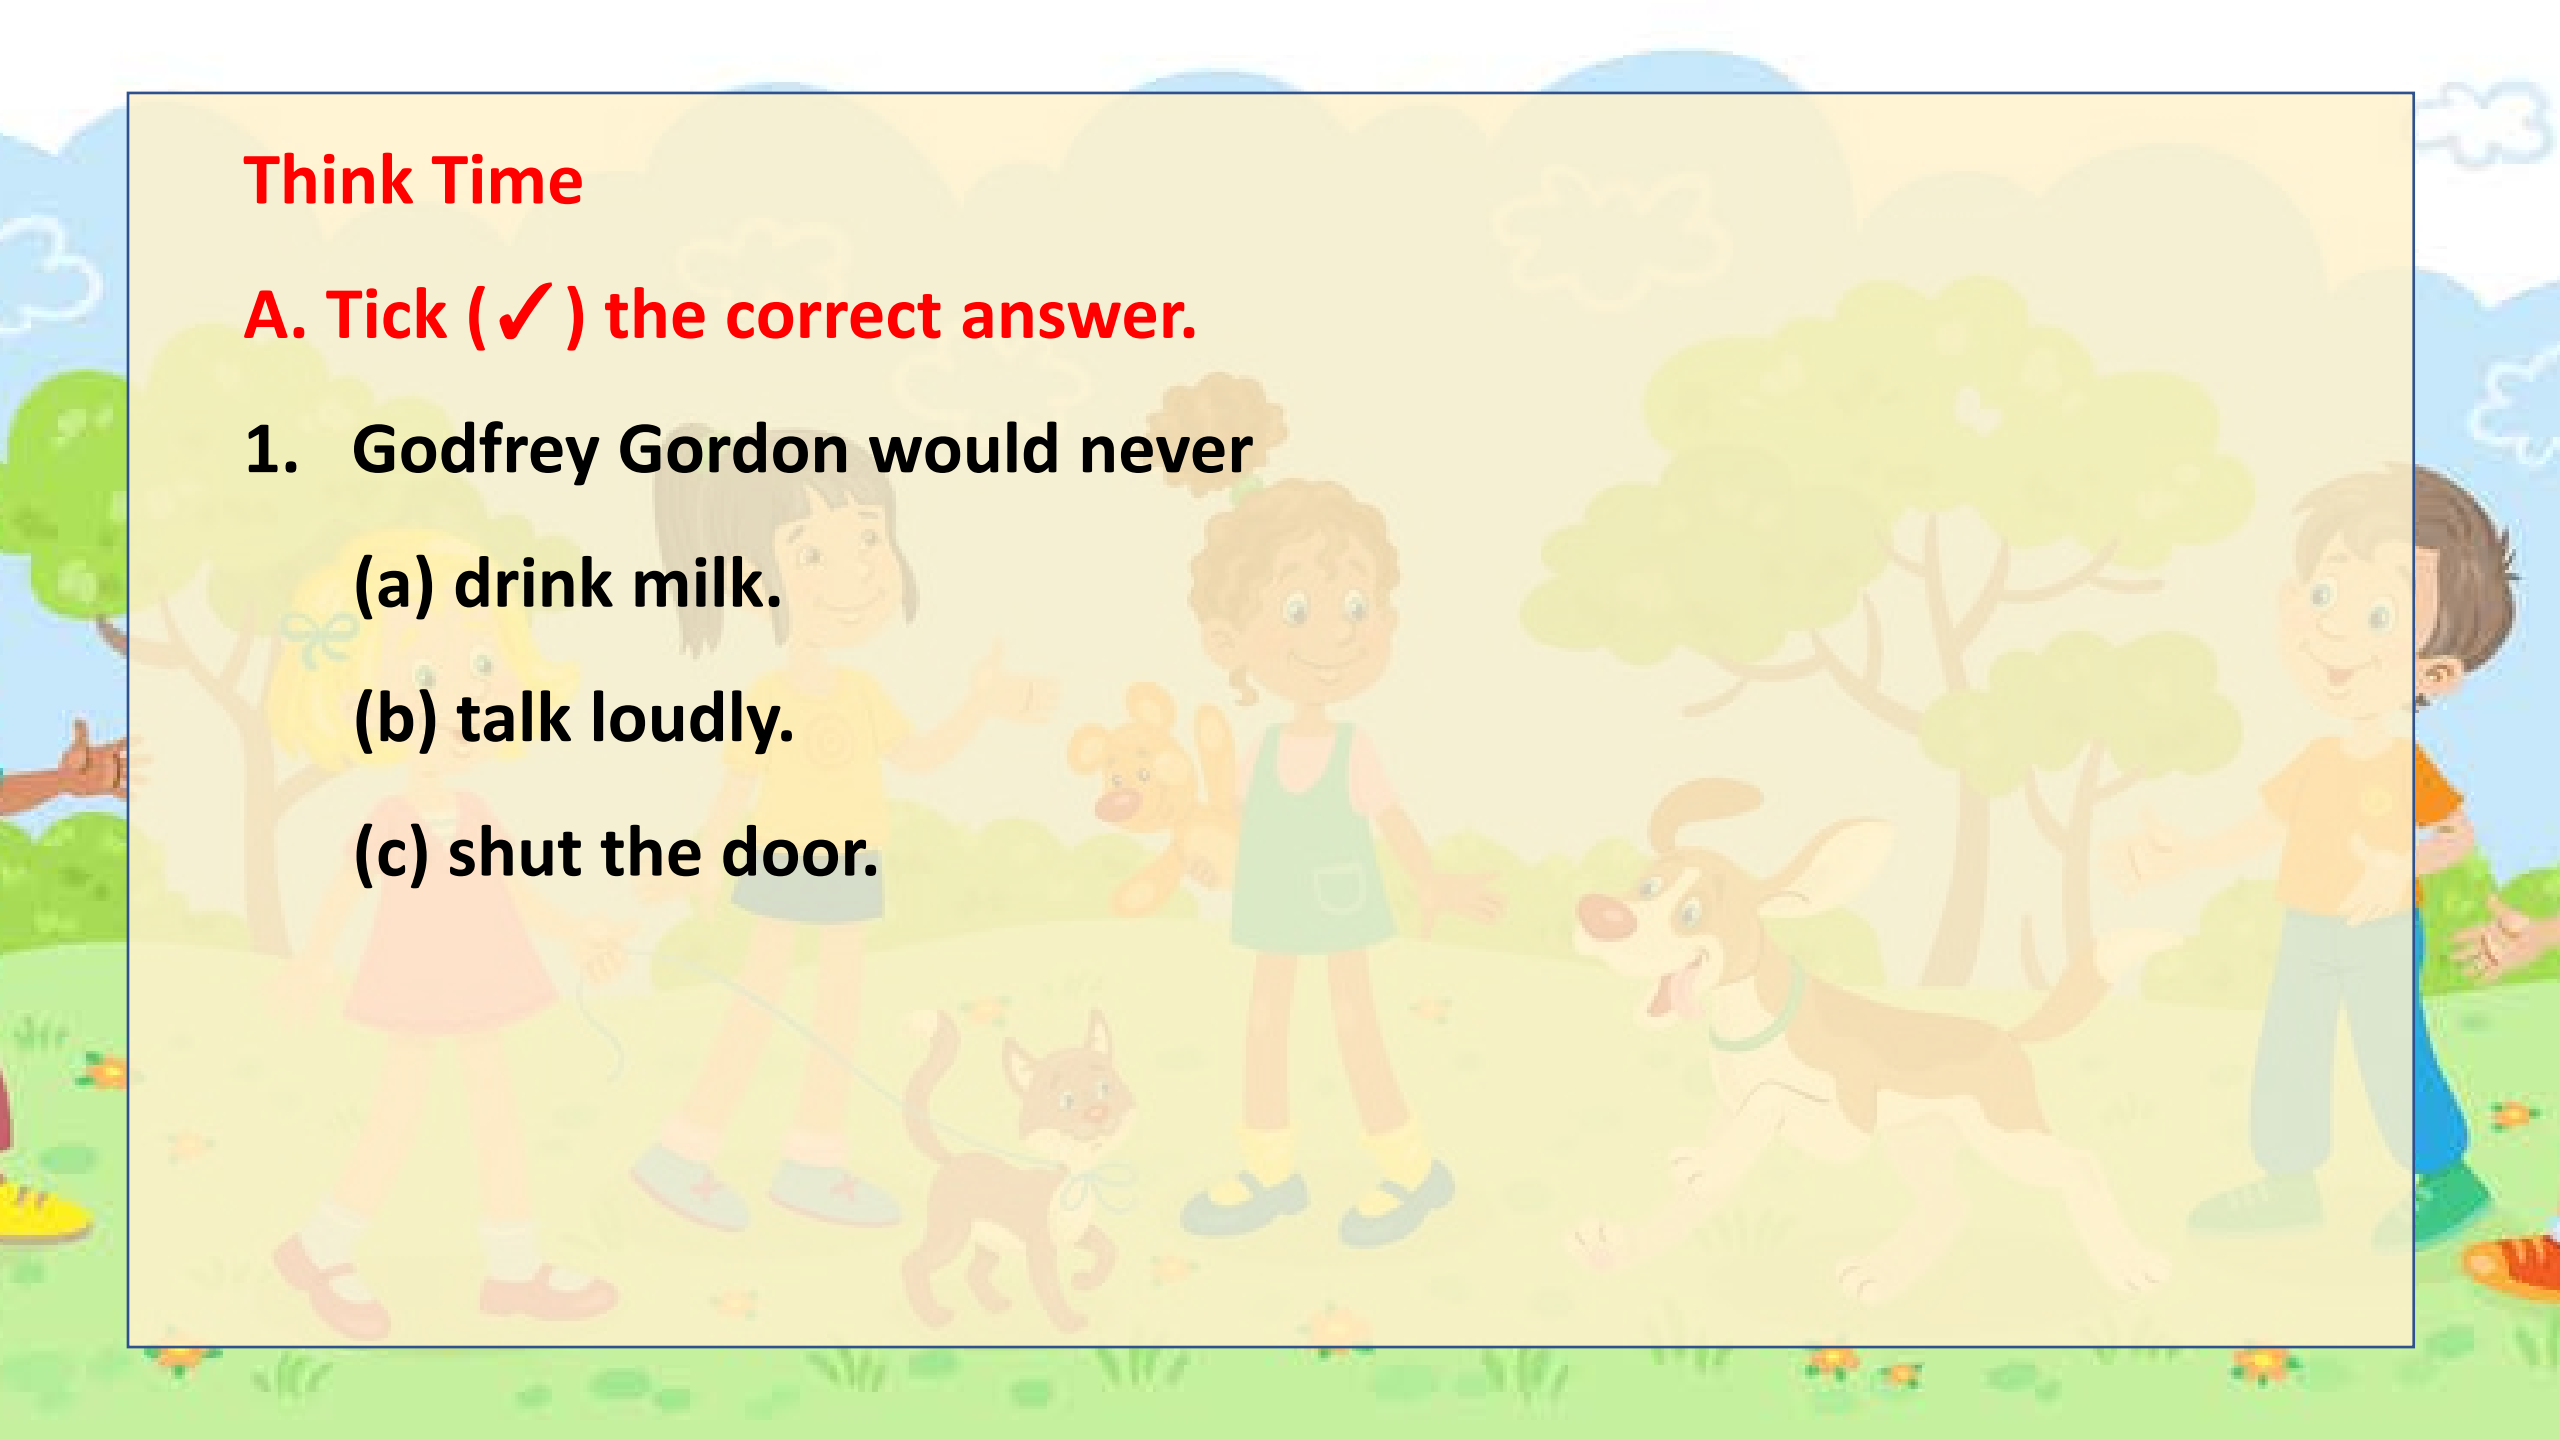 Think Time
A. Tick (✓) the correct answer.
1. Godfrey Gordon would never
(a) drink milk.
(b) talk loudly.
(c) shut the door.